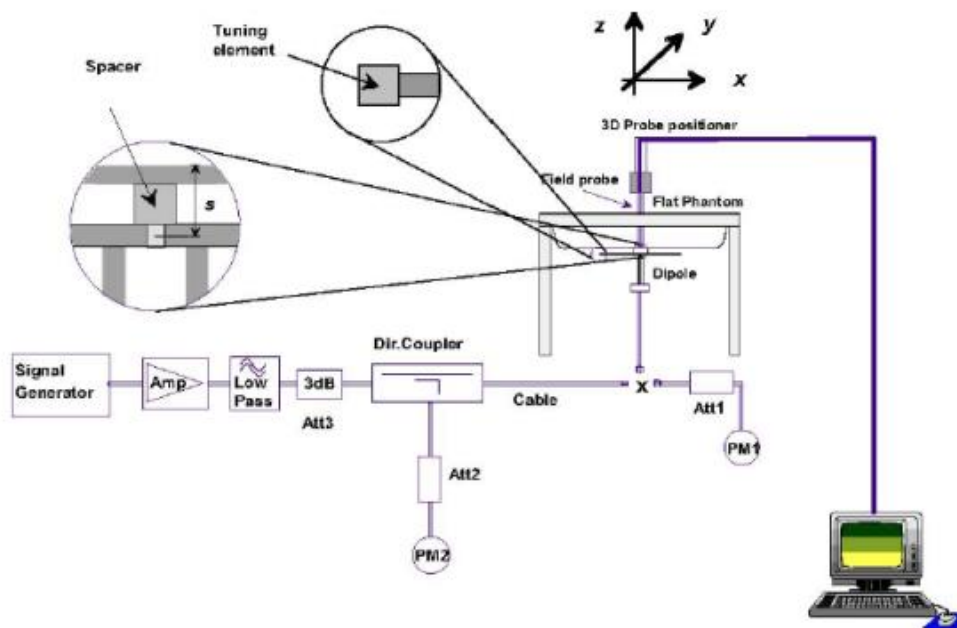 Tuning
element
Spacer
s
z
y
x
3D Probe positioner
Field probe
Flat Phantom
Dipole
Signal
Generator
Amp
Low
Pass
3dB
Att3
Dir.Coupler
Cable
X
Att1
PM1
Att2
PM2